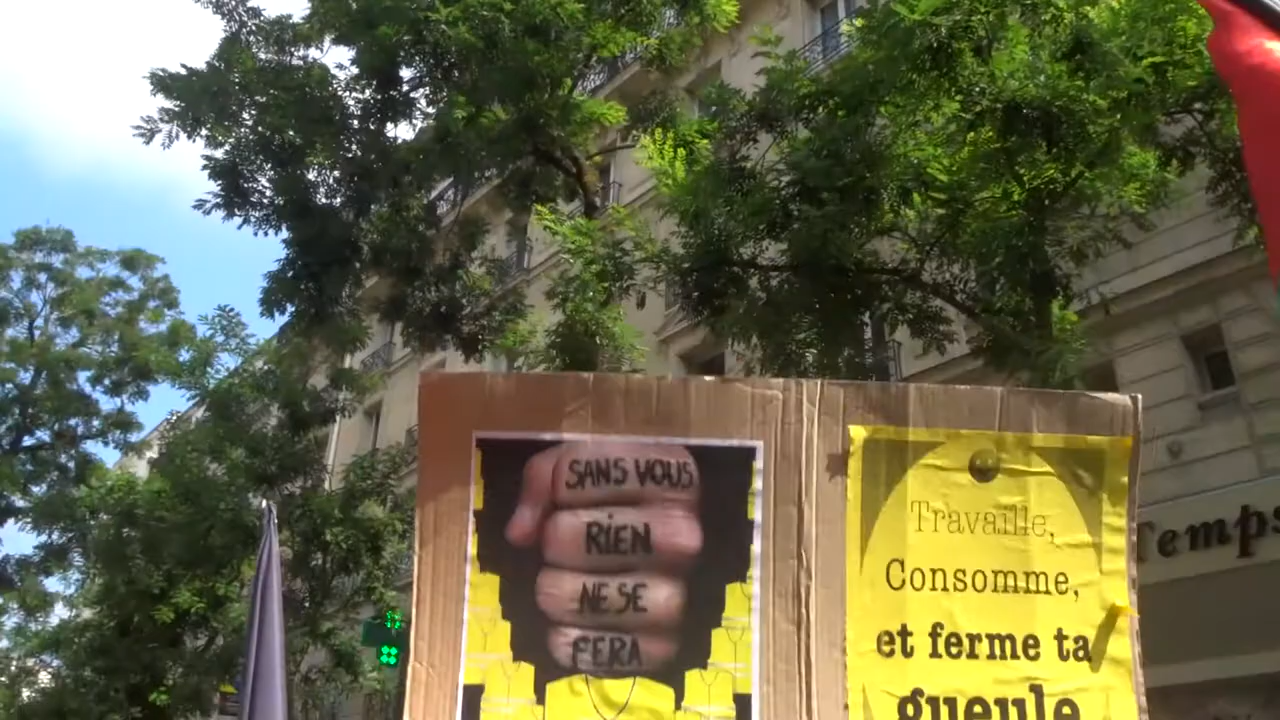 SANS VOUS
RIEN
NE SE
FERA
Travaille,
Consomme,
et ferme ta
gueule
Temps